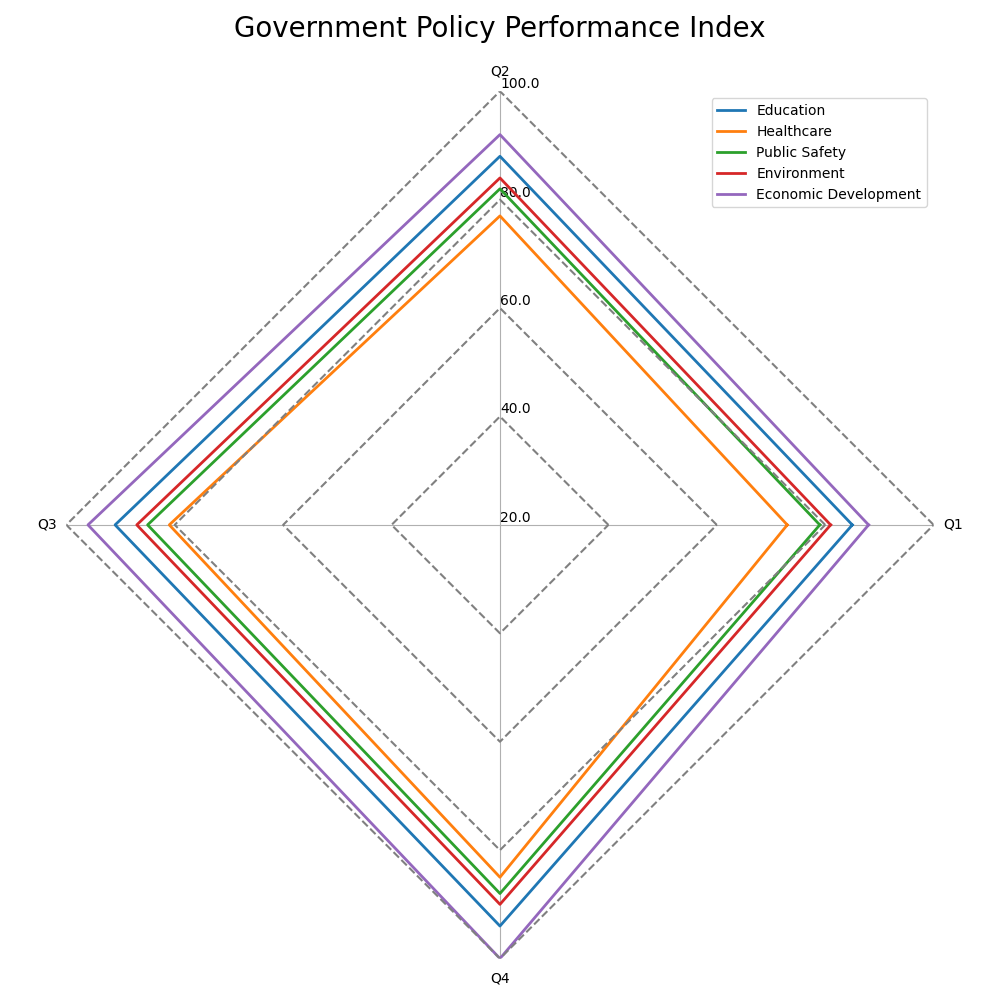 Government Policy Performance Index
Q2
100.0
Education
Healthcare
Public Safety
Environment
Economic Development
80.0
60.0
40.0
20.0
Q3
Q1
Q4